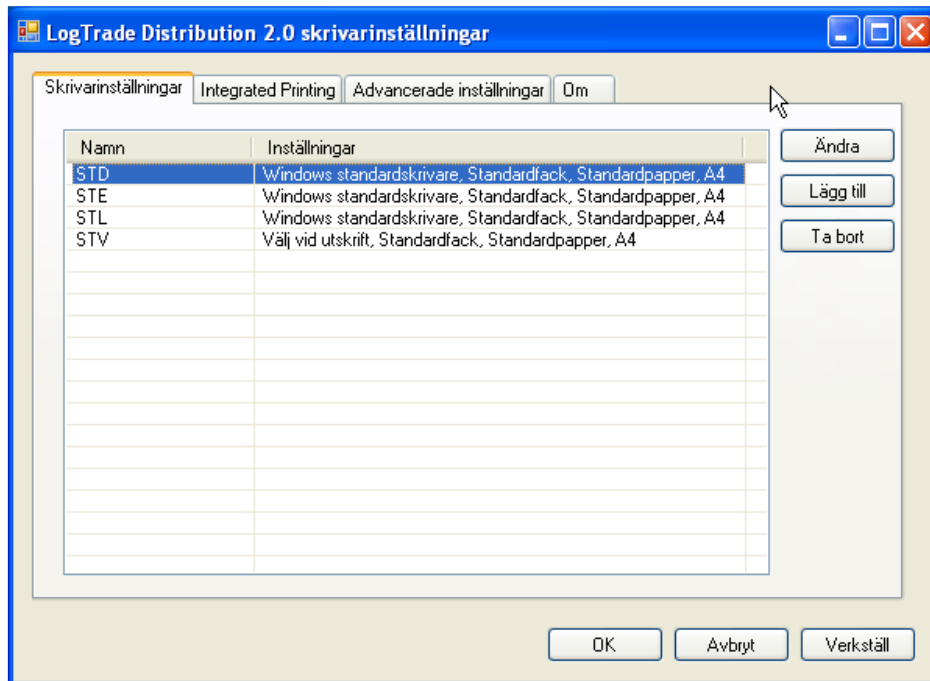 LogTrade Distribution 2.0 skrivarinställningar
Skrivarinställningar Integrated Printing Advancerade inställningar Om
Namn Inställningar
STD Windows standardskrivare, Standardfack, Standardpapper, A4
STE Windows standardskrivare, Standardfack, Standardpapper, A4
STL Windows standardskrivare, Standardfack, Standardpapper, A4
STV Välj vid utskrift, Standardfack, Standardpapper, A4
Ändra
Lägg till
Ta bort
OK Avbryt Verkställ